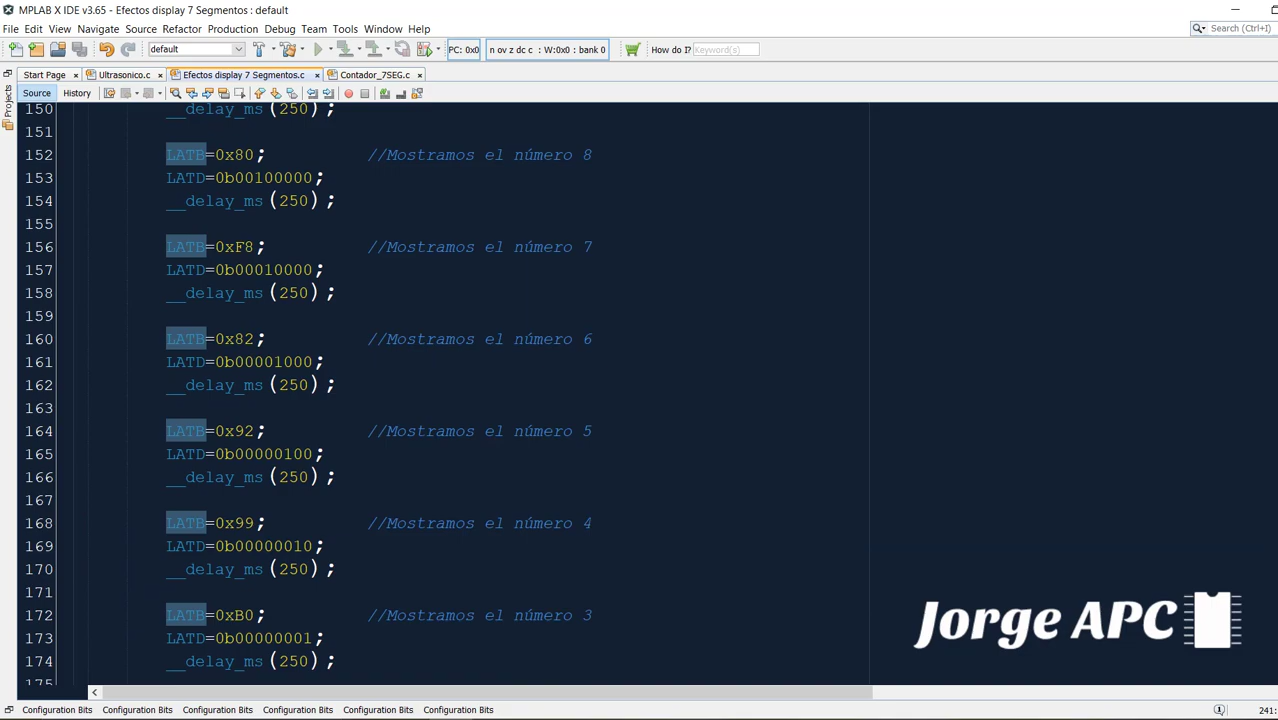 MPLAB X IDE v3.65 - Efectos display 7 Segmentos : default
File Edit View Navigate Source Refactor Production Debug Team Tools Window Help
Search (Ctrl+I)
default PC: 0x0 n ov z dc c : W:0x0 : bank 0 How do I? Keyword(s)
Start Page Ultrasonico.c Efectos display 7 Segmentos.c Contador_7SEG.c
Projects
Source History
150 __delay_ms(250);
151
152 LATB=0x80; //Mostramos el número 8
153 LATD=0b00100000;
154 __delay_ms(250);
155
156 LATB=0xF8; //Mostramos el número 7
157 LATD=0b00010000;
158 __delay_ms(250);
159
160 LATB=0x82; //Mostramos el número 6
161 LATD=0b00001000;
162 __delay_ms(250);
163
164 LATB=0x92; //Mostramos el número 5
165 LATD=0b00000100;
166 __delay_ms(250);
167
168 LATB=0x99; //Mostramos el número 4
169 LATD=0b00000010;
170 __delay_ms(250);
171
172 LATB=0xB0; //Mostramos el número 3
173 LATD=0b00000001;
174 __delay_ms(250);
175
Jorge APC
Configuration Bits Configuration Bits Configuration Bits Configuration Bits Configuration Bits Configuration Bits 241: